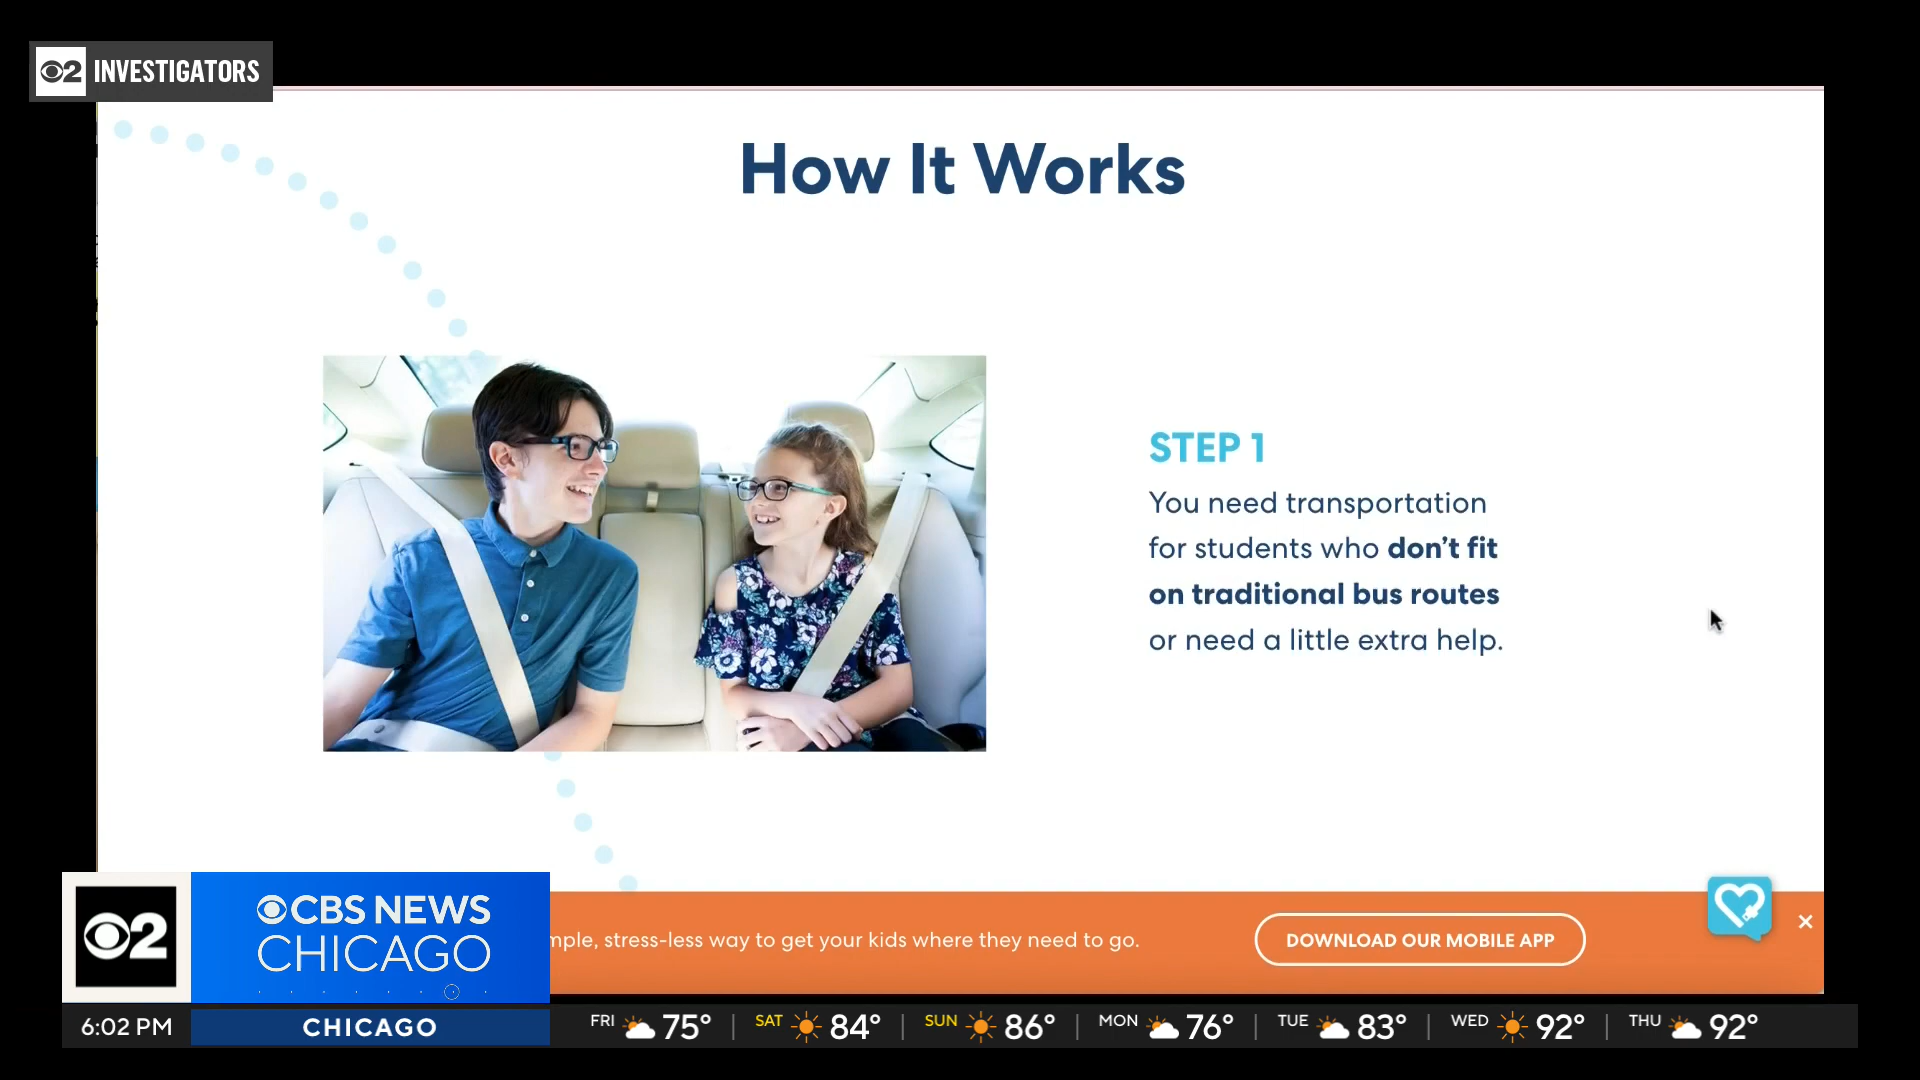 2 INVESTIGATORS
How It Works
STEP 1
You need transportation
for students who don't fit
on traditional bus routes
or need a little extra help.
stress-less way to get your kids where they need to go.
DOWNLOAD OUR MOBILE APP
×
2
CBS NEWS
CHICAGO
6:02 PM
CHICAGO
FRI 75° | SAT 84° | SUN 86° | MON 76° | TUE 83° | WED 92° | THU 92°